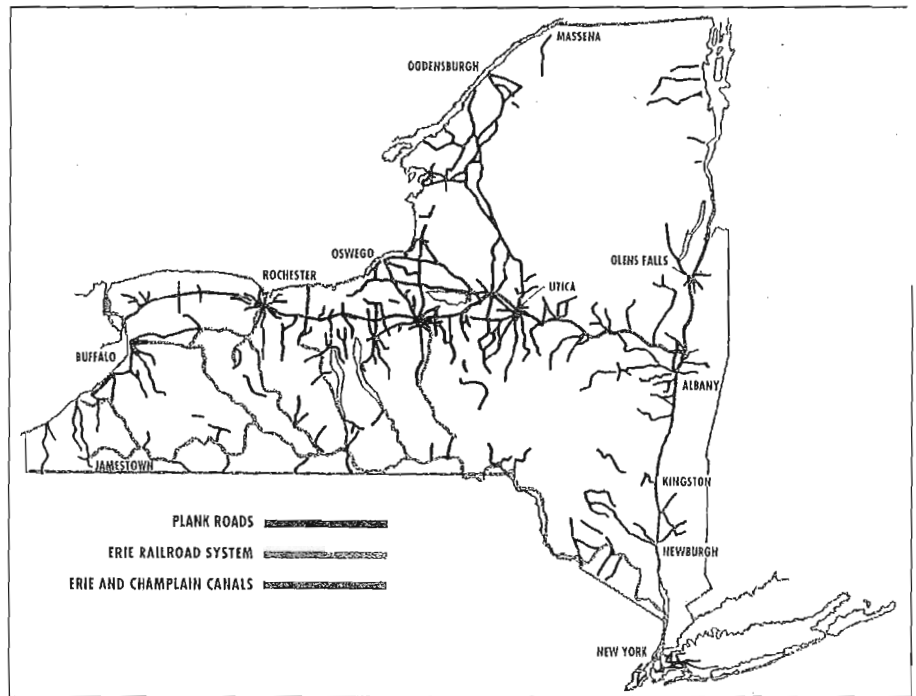 MASSENA
OGDENSBURGH
OSWEGO
ROCHESTER
GLENS FALLS
UTICA
BUFFALO
ALBANY
JAMESTOWN
KINGSTON
PLANK ROADS
ERIE RAILROAD SYSTEM
NEWBURGH
ERIE AND CHAMPLAIN CANALS
NEW YORK